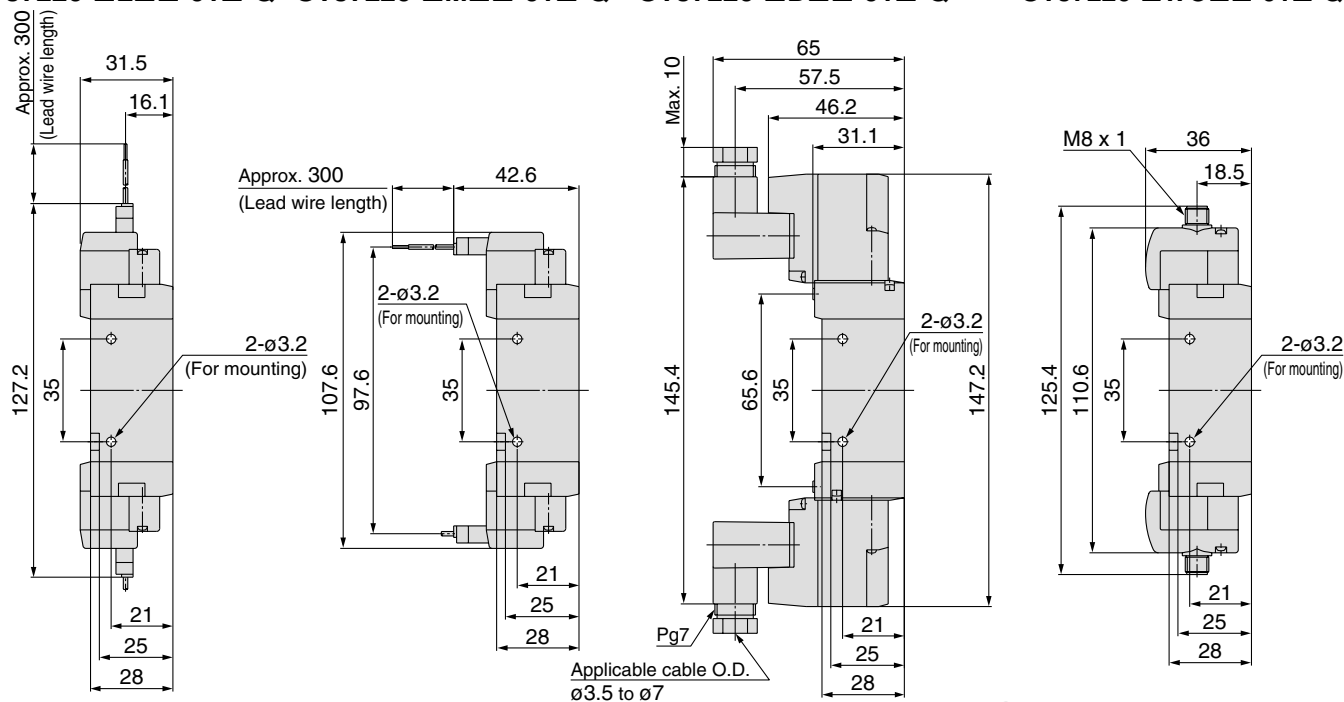 Approx. 300
(Lead wire length)
31.5
16.1
127.2
35
2-ø3.2
(For mounting)
21
25
28
Approx. 300
(Lead wire length)
42.6
2-ø3.2
(For mounting)
107.6
97.6
35
21
25
28
65
57.5
46.2
31.1
Max. 10
145.4
65.6
35
2-ø3.2
(For mounting)
147.2
Pg7
Applicable cable O.D.
ø3.5 to ø7
21
25
28
M8 x 1
36
18.5
125.4
110.6
35
2-ø3.2
(For mounting)
21
25
28